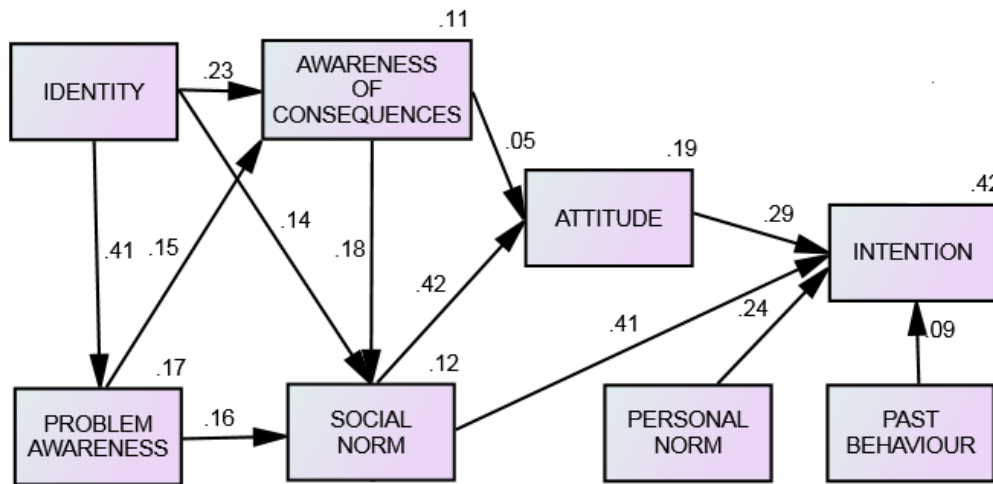 .11
.23
IDENTITY
AWARENESS
OF
CONSEQUENCES
.05
.19
.42
.14
ATTITUDE
.29
.41
.15
.18
INTENTION
.42
.41
.24
.09
.17
.12
PROBLEM
AWARENESS
.16
SOCIAL
NORM
PERSONAL
NORM
PAST
BEHAVIOUR